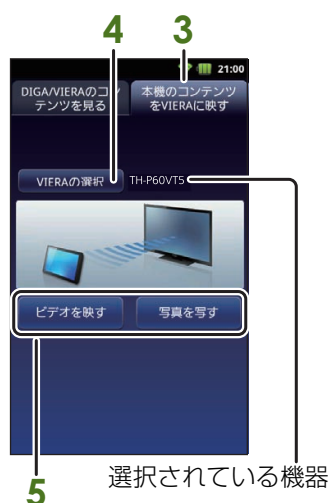 4
3
21:00
DIGA/VIERAのコン
テンツを見る
本機のコンテンツ
をVIERAに映す
VIERAの選択
TH-P60VT5
ビデオを映す
写真を写す
5
選択されている機器